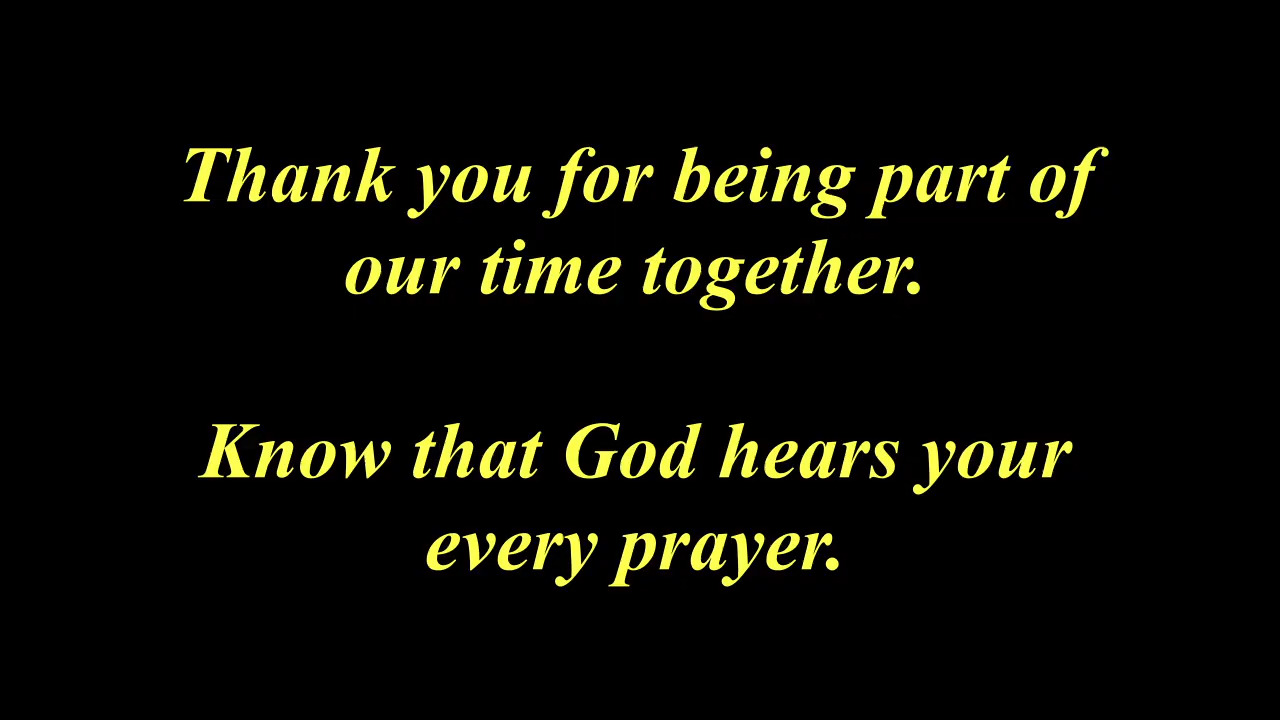 Thank you for being part of
our time together.
Know that God hears your
every prayer.